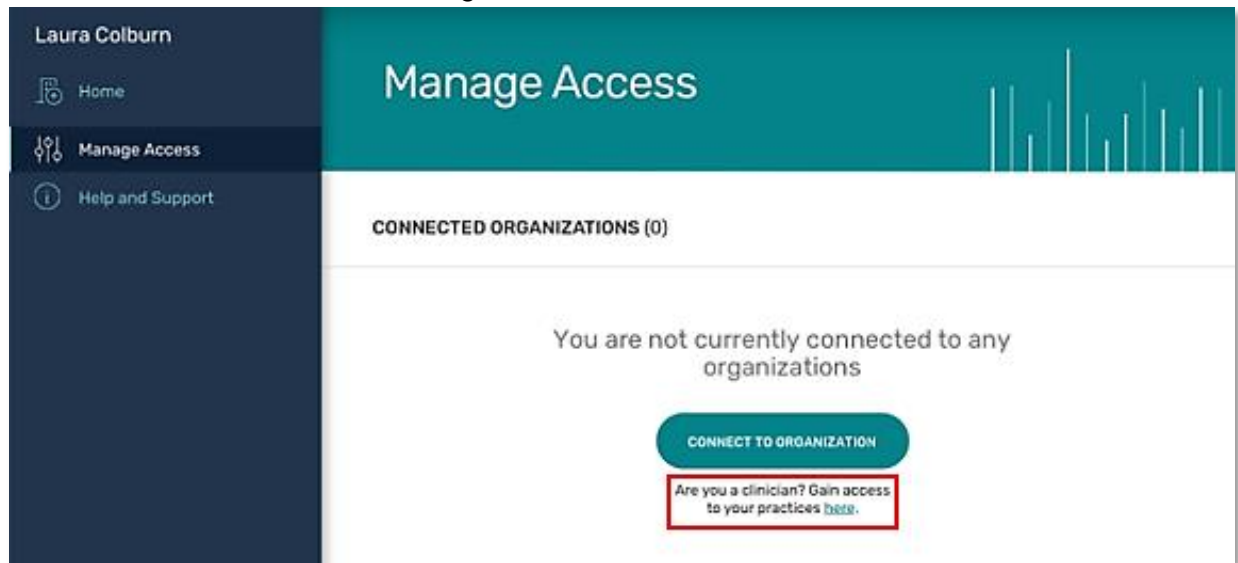 Laura Colburn
Home
Manage Access
Help and Support
Manage Access
CONNECTED ORGANIZATIONS (0)
You are not currently connected to any
organizations
CONNECT TO ORGANIZATION
Are you a clinician? Gain access
to your practices here.